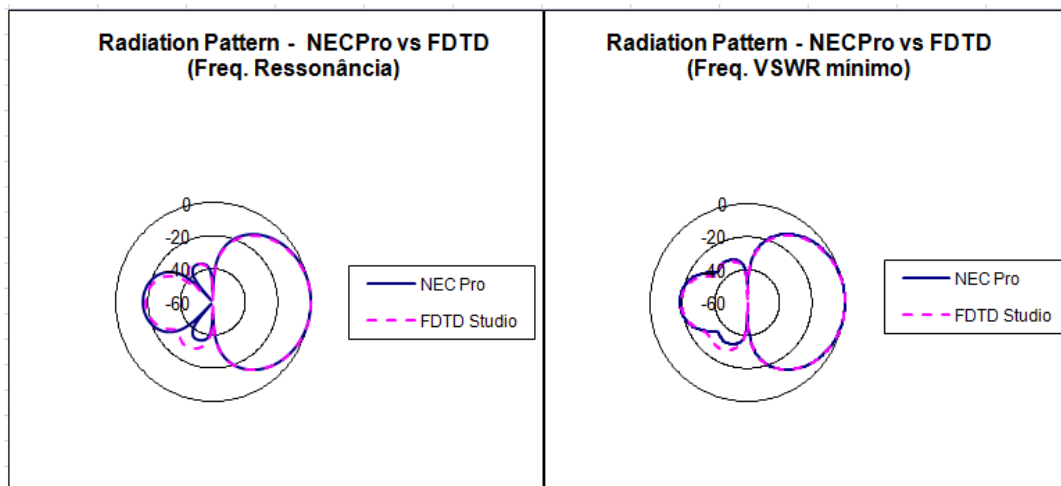 Radiation Pattern - NECPro vs FDTD
(Freq. Ressonância)
0
-20
-40
-60
NEC Pro
FDTD Studio
Radiation Pattern - NECPro vs FDTD
(Freq. VSWR mínimo)
0
-20
-40
-60
NEC Pro
FDTD Studio